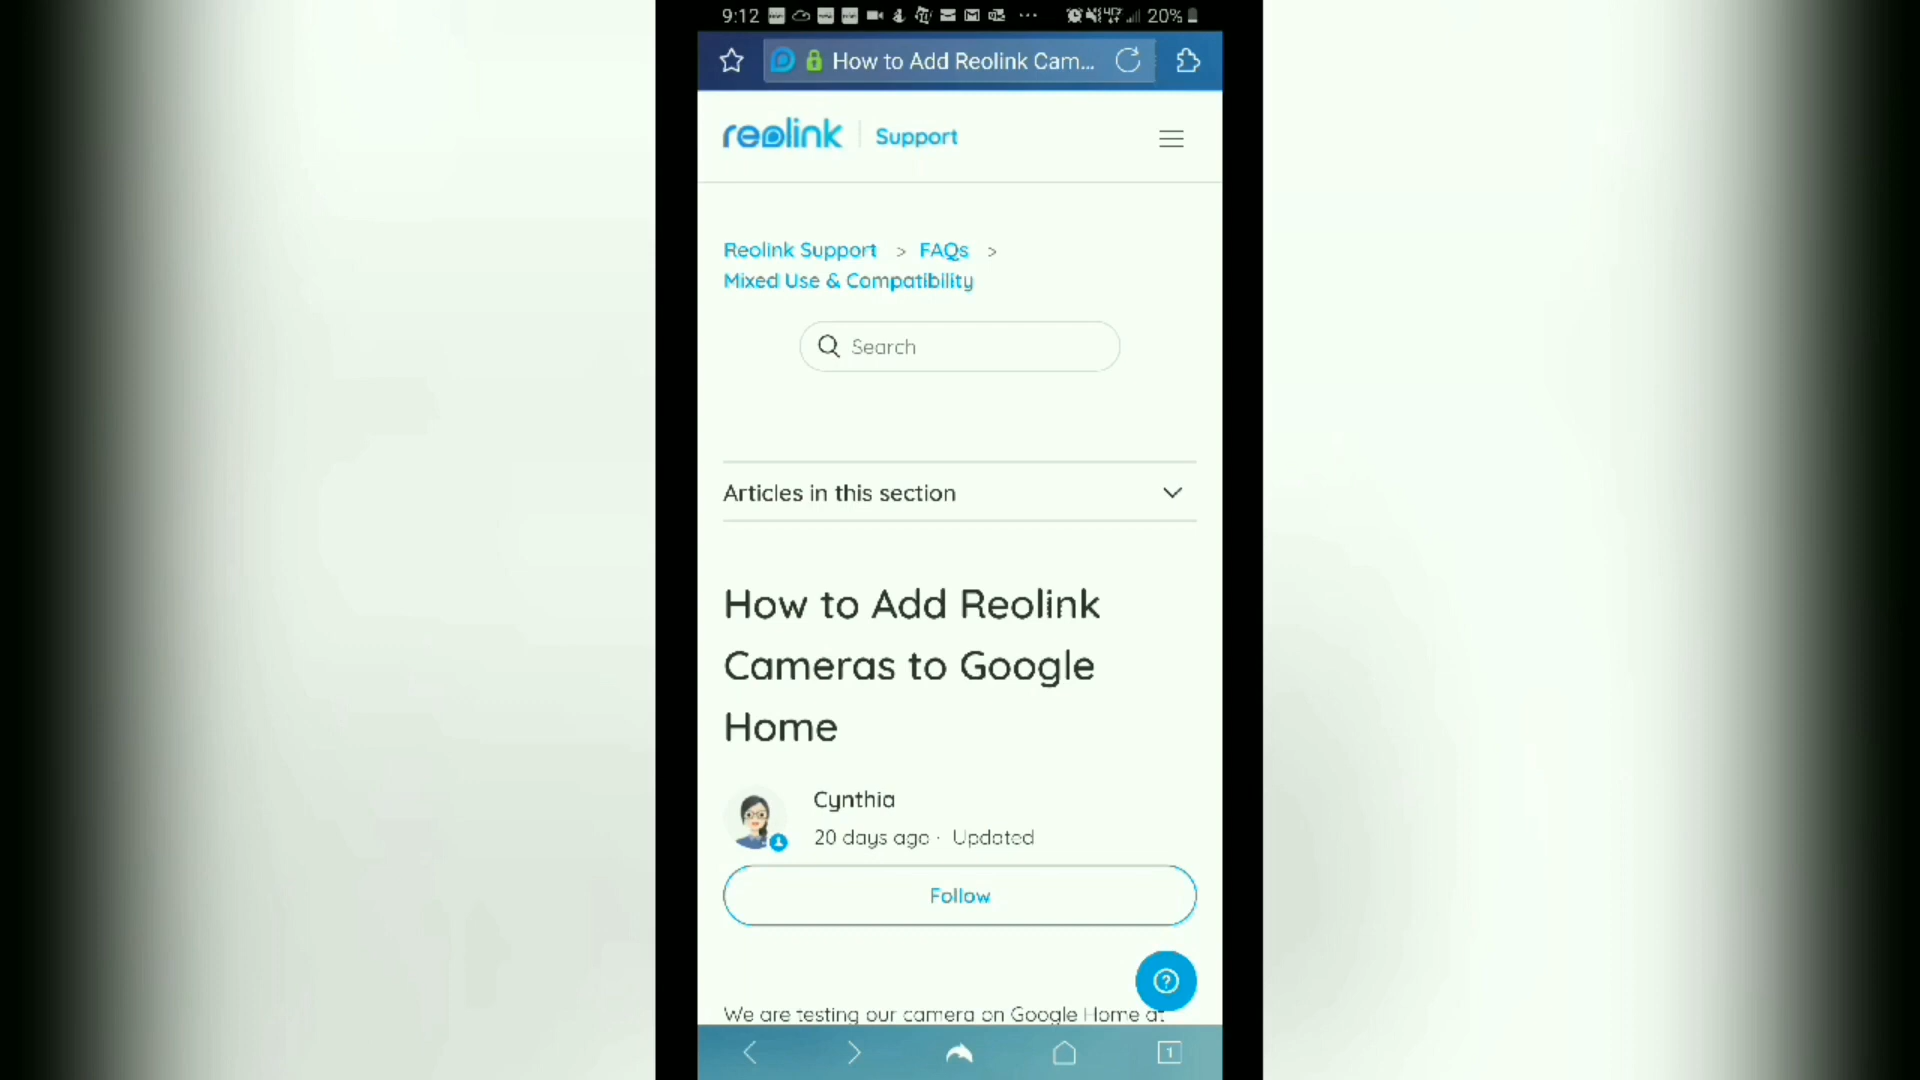 9:12
20%
How to Add Reolink Cam...
reolink
Support
Reolink Support > FAQs >
Mixed Use & Compatibility
Search
Articles in this section
How to Add Reolink
Cameras to Google
Home
Cynthia
20 days ago · Updated
Follow
We are testing our camera on Google Home at
1